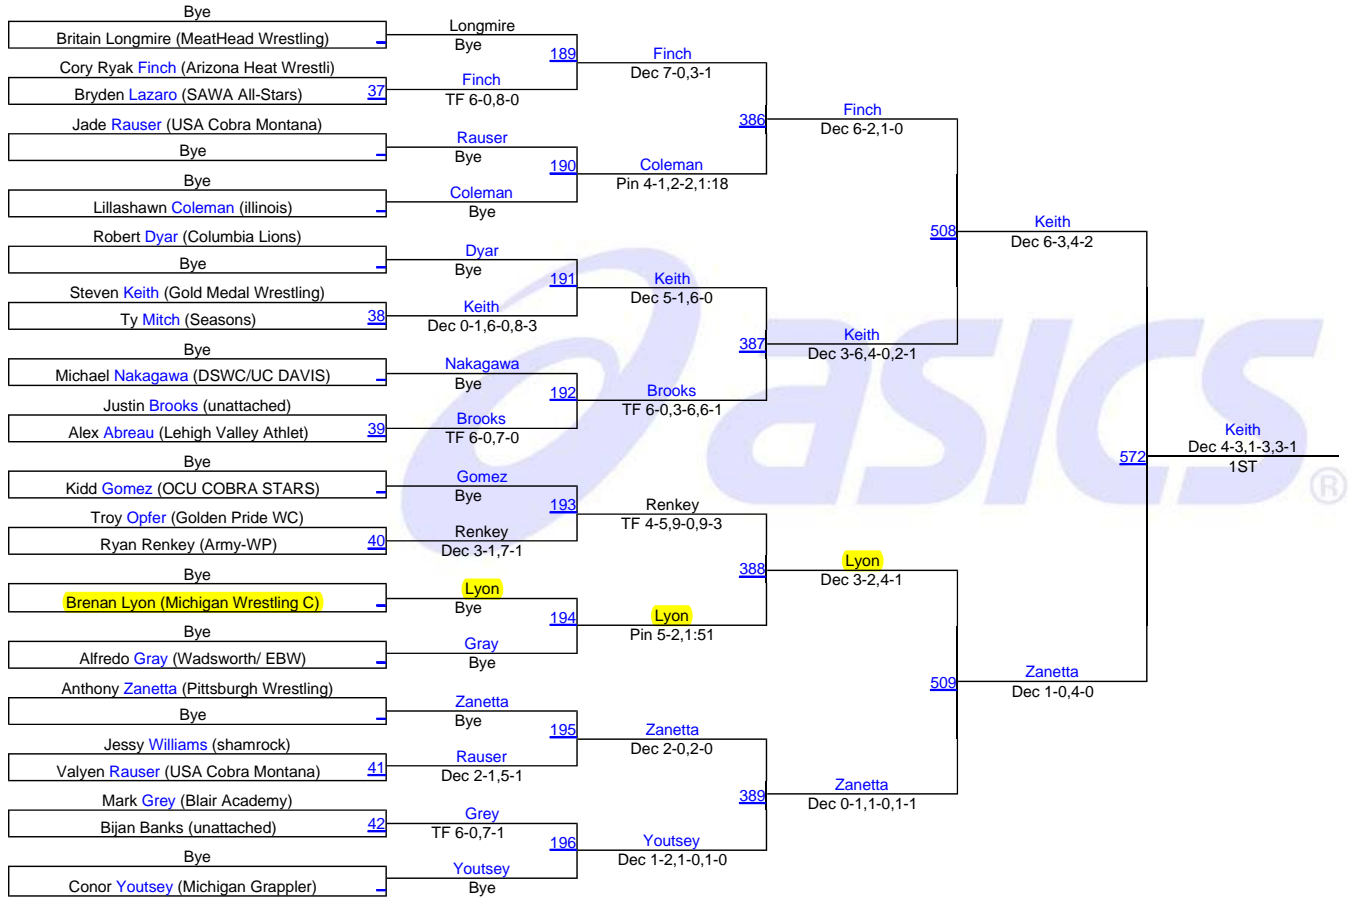 Bye
Britain Longmire (MeatHead Wrestling)
Cory Ryak Finch (Arizona Heat Wrestli)
Bryden Lazaro (SAWA All-Stars)
37
Jade Rauser (USA Cobra Montana)
Bye
Bye
Lillashawn Coleman (illinois)
Robert Dyar (Columbia Lions)
Bye
Steven Keith (Gold Medal Wrestling)
Ty Mitch (Seasons)
38
Bye
Michael Nakagawa (DSWC/UC DAVIS)
Justin Brooks (unattached)
Alex Abreau (Lehigh Valley Athlet)
39
Bye
Kidd Gomez (OCU COBRA STARS)
Troy Opfer (Golden Pride WC)
Ryan Renkey (Army-WP)
40
Bye
Brenan Lyon (Michigan Wrestling C)
Bye
Alfredo Gray (Wadsworth/ EBW)
Anthony Zanetta (Pittsburgh Wrestling)
Bye
Jessy Williams (shamrock)
Valyen Rauser (USA Cobra Montana)
41
Mark Grey (Blair Academy)
Bijan Banks (unattached)
42
Bye
Conor Youtsey (Michigan Grappler)
Longmire
Bye
189
Finch
TF 6-0,8-0
Rauser
Bye
190
Coleman
Bye
Dyar
Bye
191
Keith
Dec 0-1,6-0,8-3
Nakagawa
Bye
192
Brooks
TF 6-0,7-0
Gomez
Bye
193
Renkey
Dec 3-1,7-1
Lyon
Bye
194
Gray
Bye
Zanetta
Bye
195
Rauser
Dec 2-1,5-1
Grey
TF 6-0,7-1
196
Youtsey
Bye
Finch
Dec 7-0,3-1
386
Coleman
Pin 4-1,2-2,1:18
Keith
Dec 5-1,6-0
387
Brooks
TF 6-0,3-6,6-1
Renkey
TF 4-5,9-0,9-3
388
Lyon
Pin 5-2,1:51
Zanetta
Dec 2-0,2-0
389
Youtsey
Dec 1-2,1-0,1-0
Finch
Dec 6-2,1-0
508
Keith
Dec 3-6,4-0,2-1
Lyon
Dec 3-2,4-1
509
Zanetta
Dec 0-1,1-0,1-1
Keith
Dec 6-3,4-2
572
Zanetta
Dec 1-0,4-0
Keith
Dec 4-3,1-3,3-1
1ST
asics®